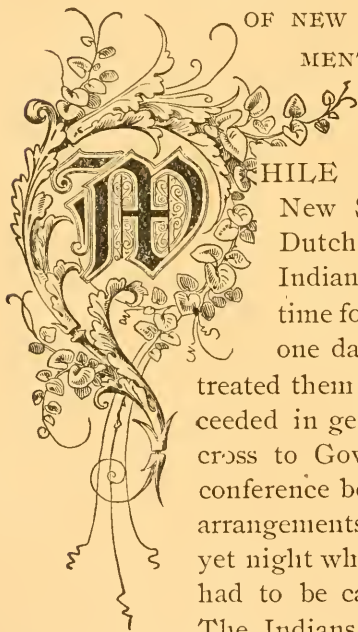 OF NEW
MENT
WHILE
New S
Dutch
Indian
time fo
one da
treated them
ceeded in ge
cross to Gov
conference be
arrangements
yet night wh
had to be ca
The Indians